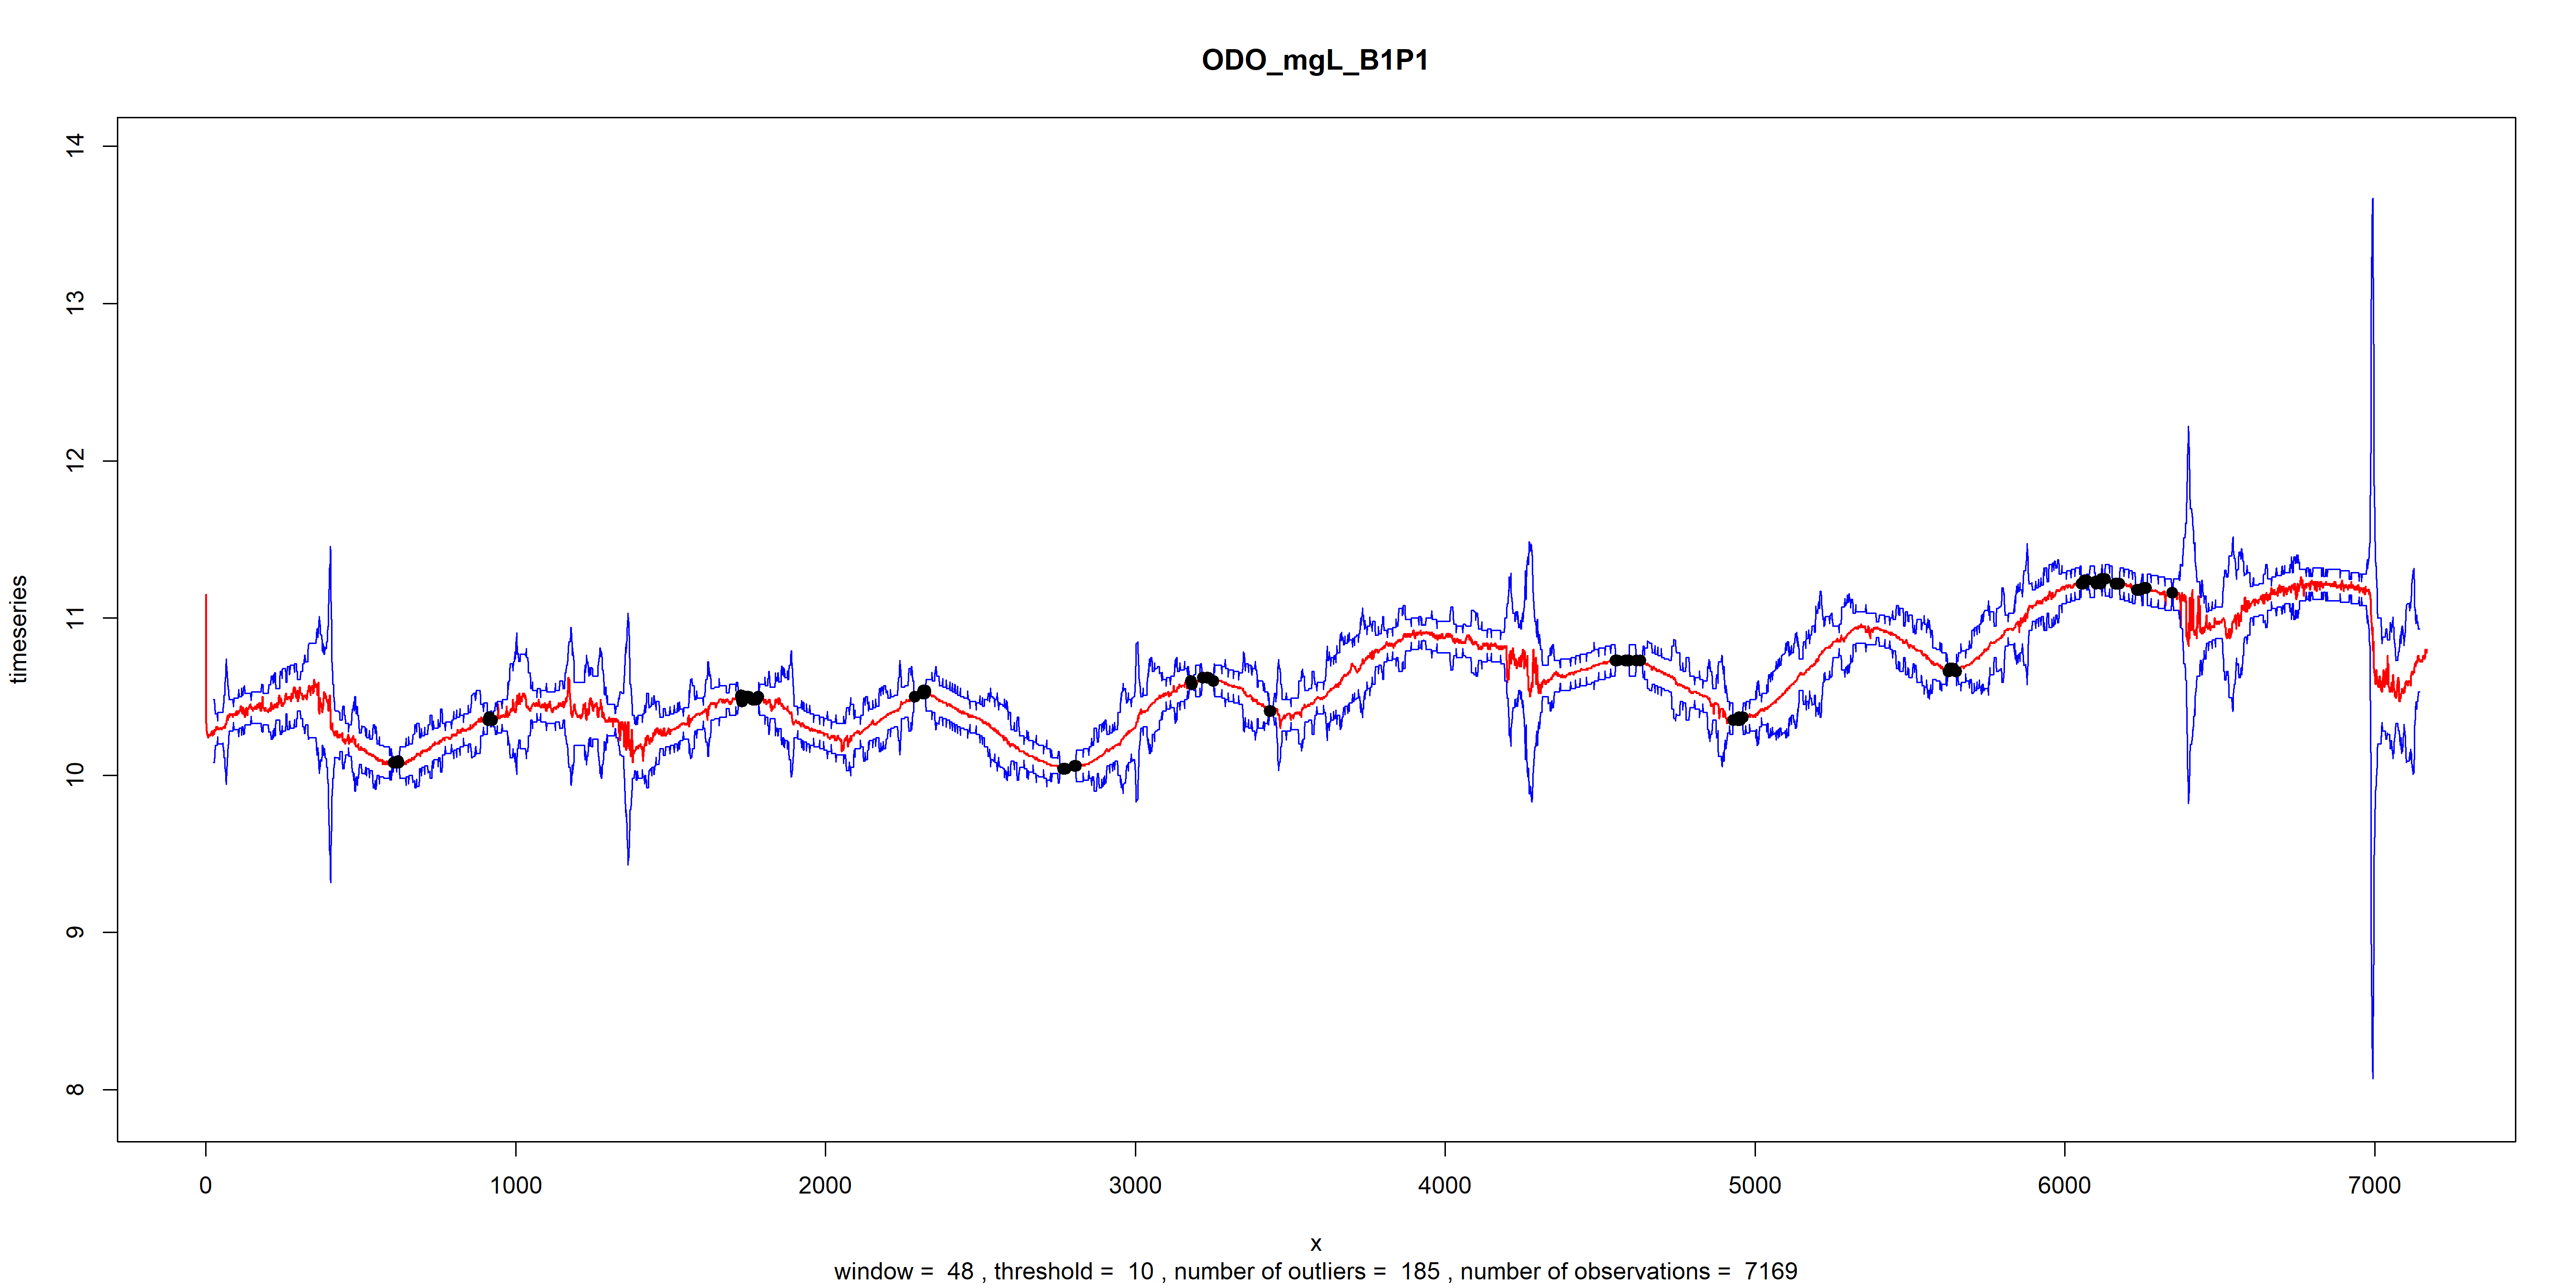 ODO_mgL_B1P1
timeseries
14
13
12
11
10
9
8
0 1000 2000 3000 4000 5000 6000 7000
x
window =  48 , threshold =  10 , number of outliers =  185 , number of observations =  7169